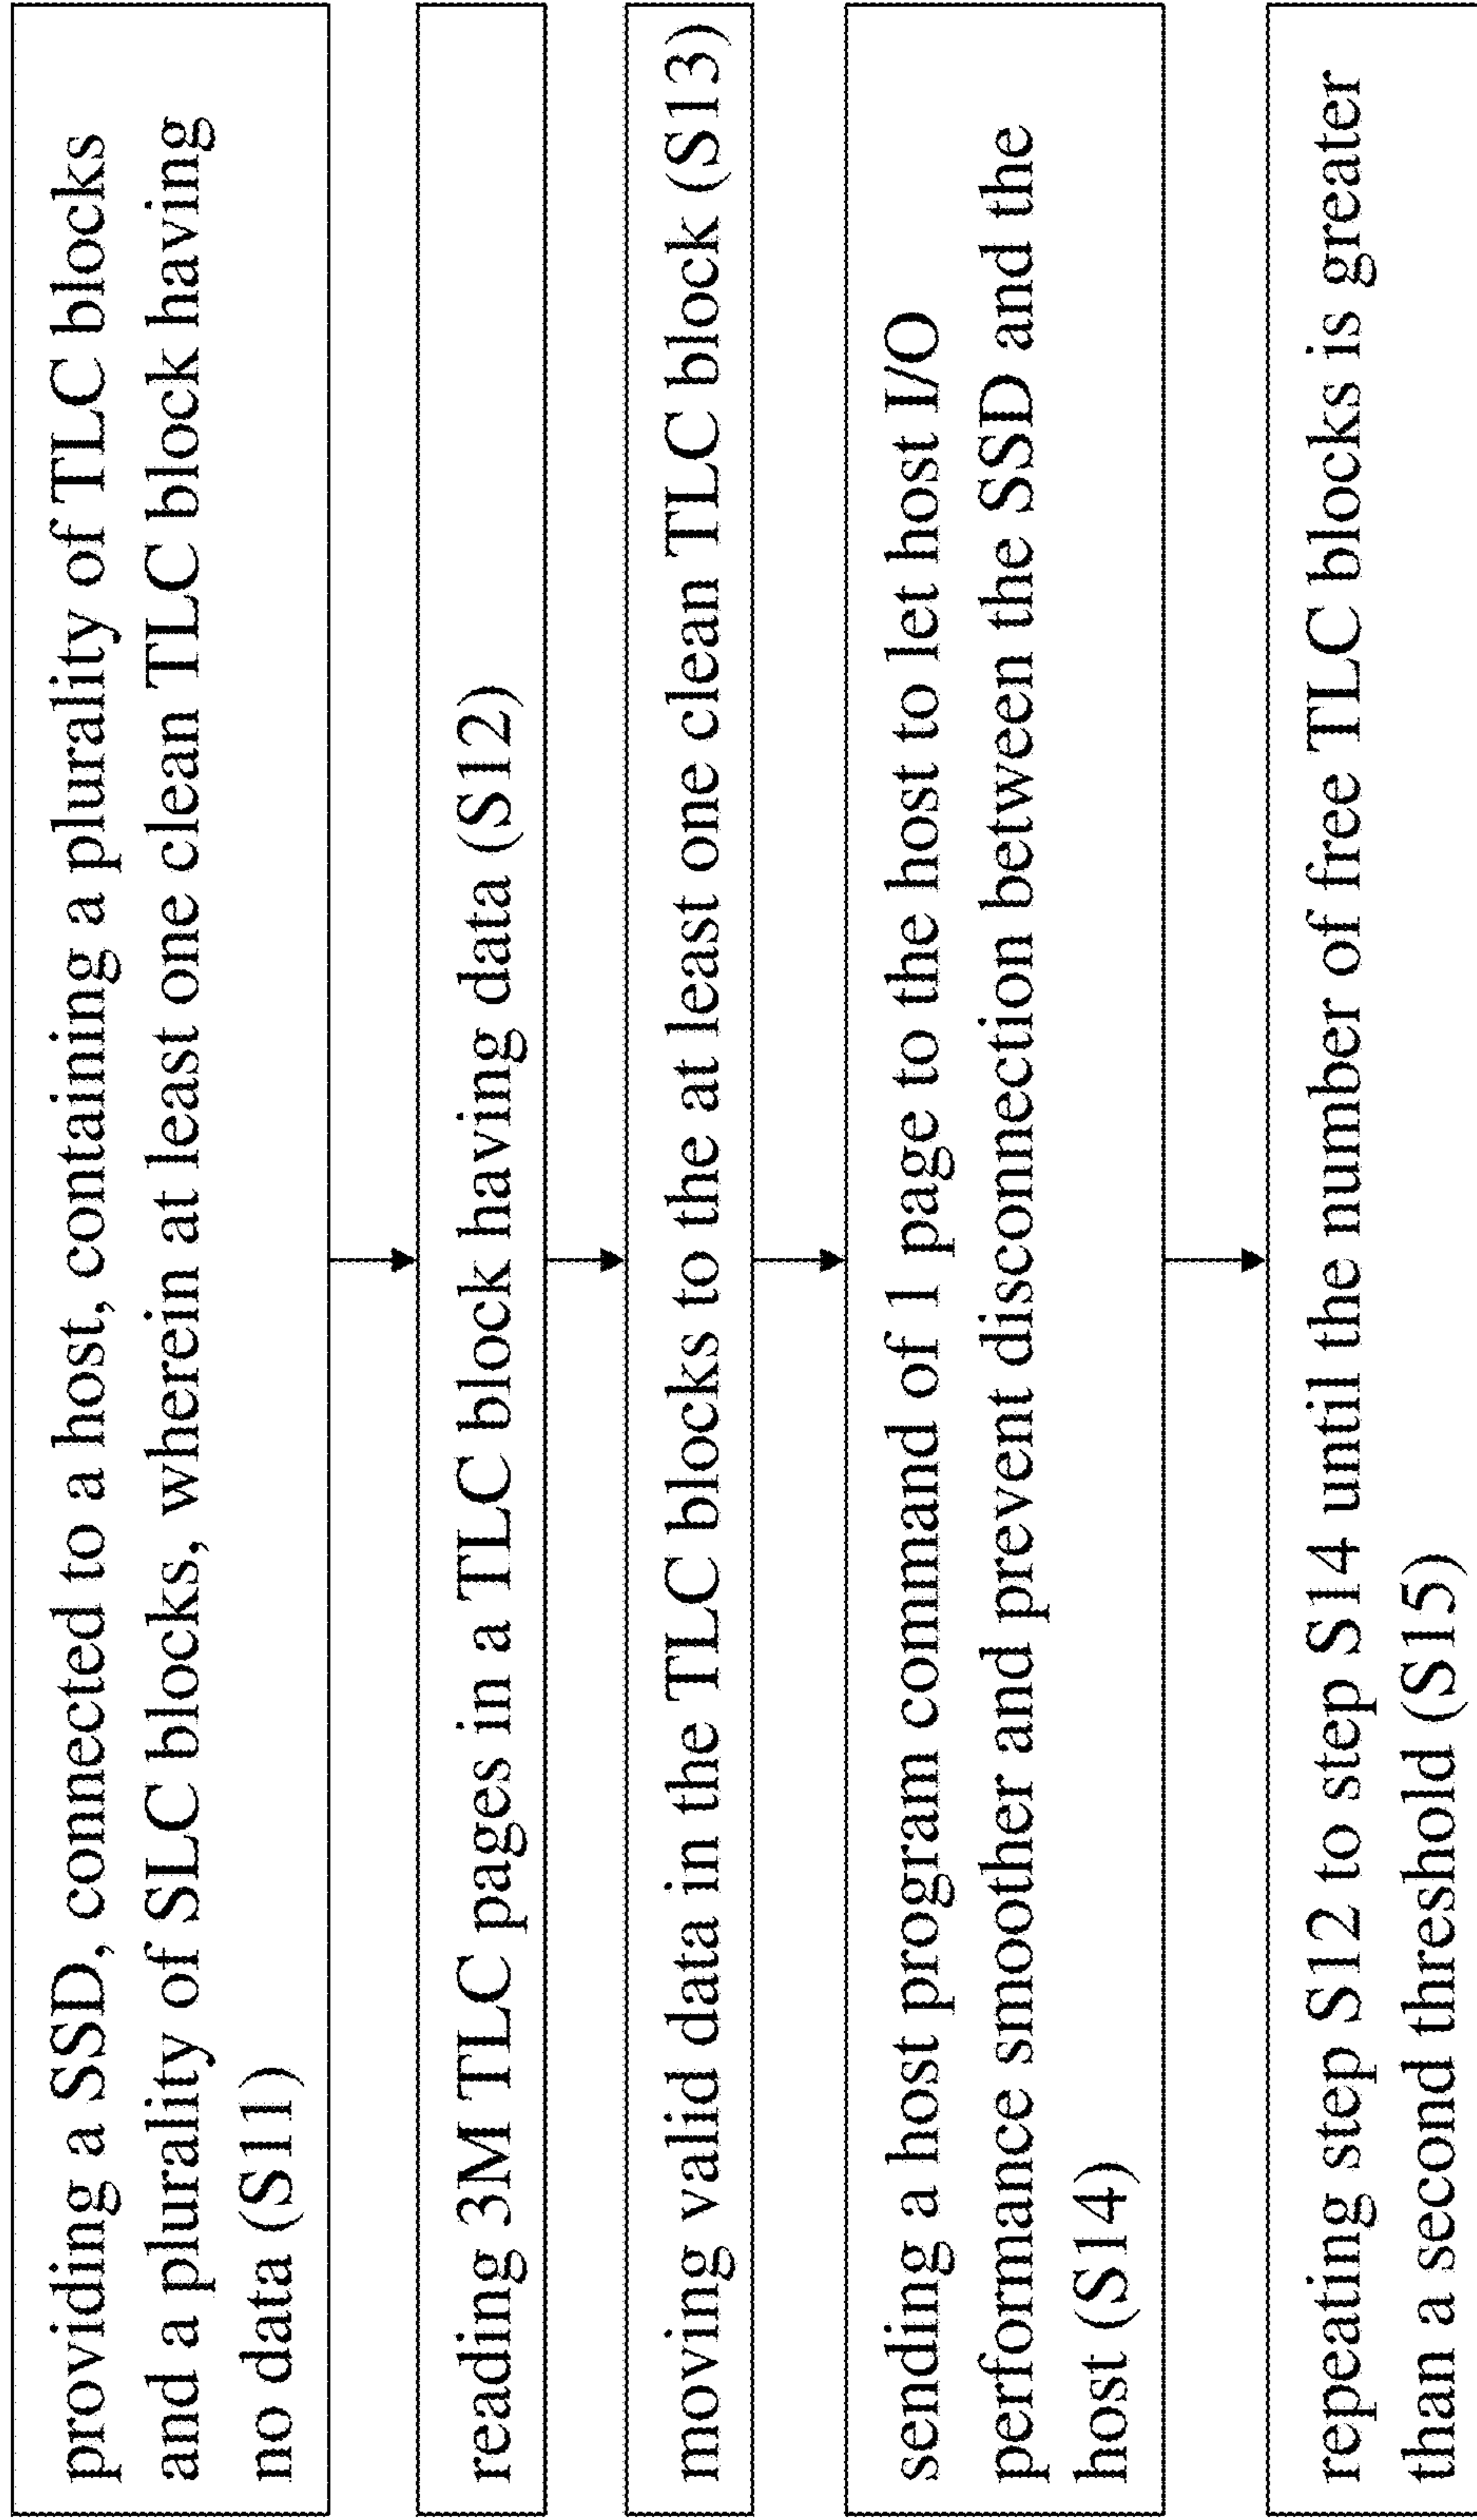 providing a SSD, connected to a host, containing a plurality of TLC blocks
and a plurality of SLC blocks, wherein at least one clean TLC block having
no data (S11)
reading 3M TLC pages in a TLC block having data (S12)
moving valid data in the TLC blocks to the at least one clean TLC block (S13)
sending a host program command of 1 page to the host to let host I/O
performance smoother and prevent disconnection between the SSD and the
host (S14)
repeating step S12 to step S14 until the number of free TLC blocks is greater
than a second threshold (S15)